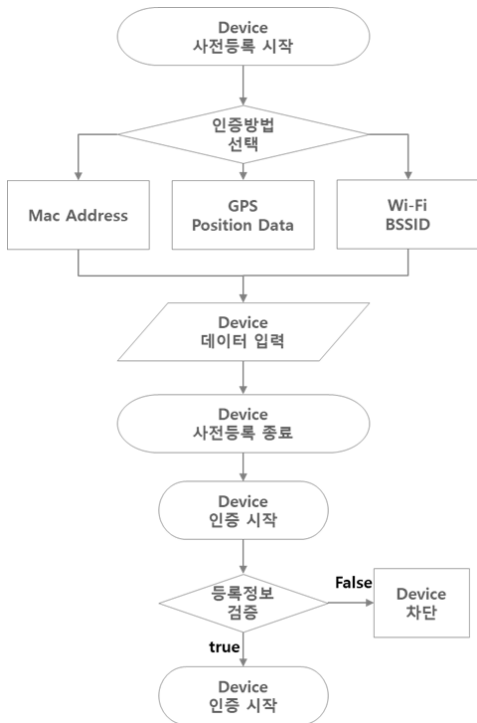 Device
사전등록 시작
인증방법
선택
Mac Address
GPS
Position Data
Wi-Fi
BSSID
Device
데이터 입력
Device
사전등록 종료
Device
인증 시작
등록정보
검증
False
Device
차단
true
Device
인증 시작